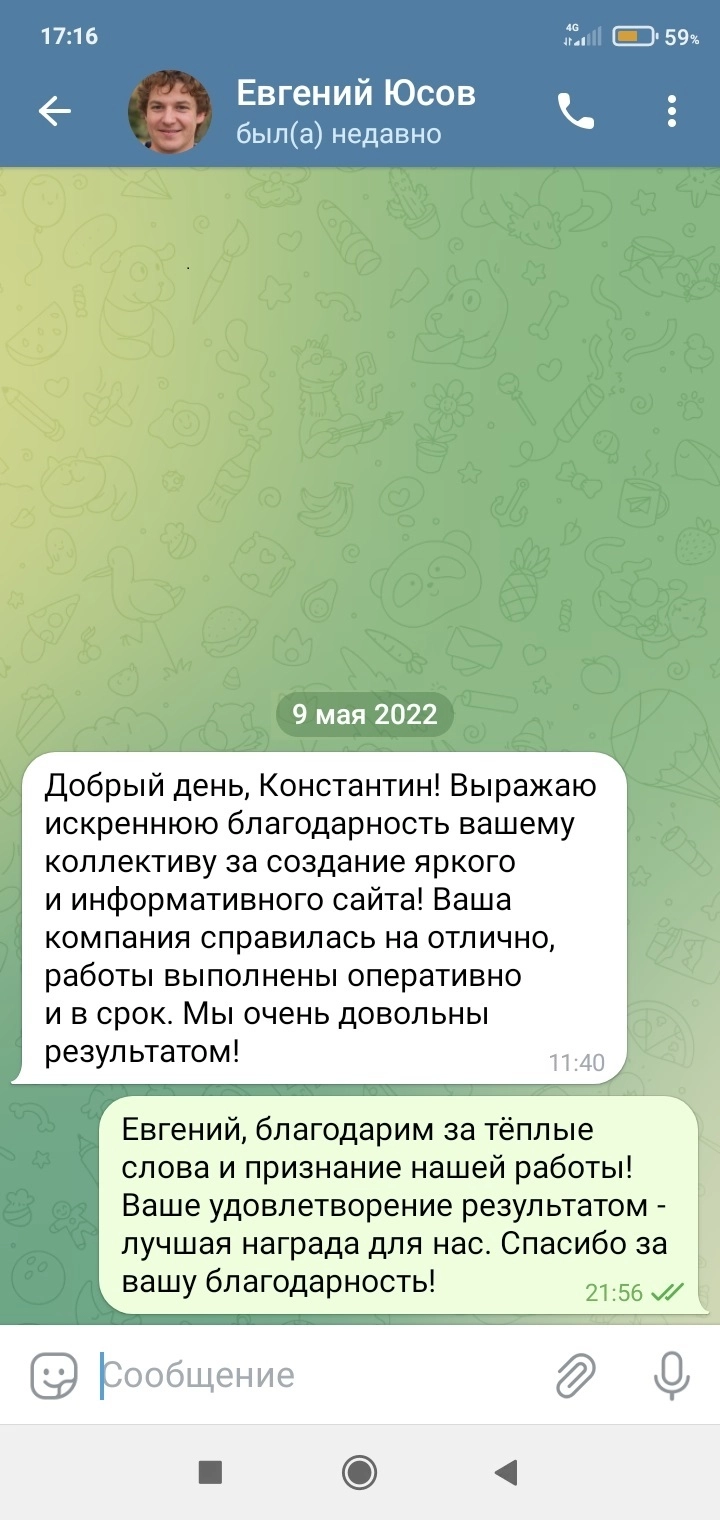 17:16
4G
59%
Евгений Юсов
был(а) недавно
9 мая 2022
Добрый день, Константин! Выражаю
искреннюю благодарность вашему
коллективу за создание яркого
и информативного сайта! Ваша
компания справилась на отлично,
работы выполнены оперативно
и в срок. Мы очень довольны
результатом!
11:40
Евгений, благодарим за тёплые
слова и признание нашей работы!
Ваше удовлетворение результатом -
лучшая награда для нас. Спасибо за
вашу благодарность!
21:56
Сообщение